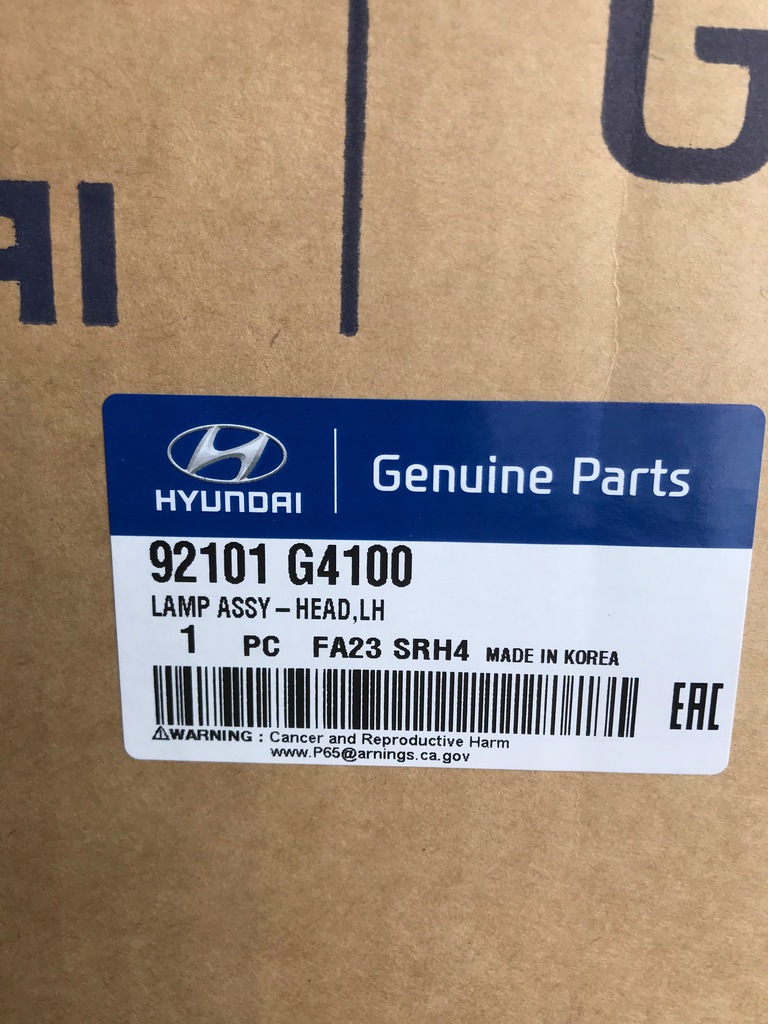 AI
G
HYUNDAI
Genuine Parts
92101 G4100
LAMP ASSY-HEAD,LH
1 PC FA23 SRH4 MADE IN KOREA
EAC
⚠WARNING : Cancer and Reproductive Harm
www.P65@arnings.ca.gov